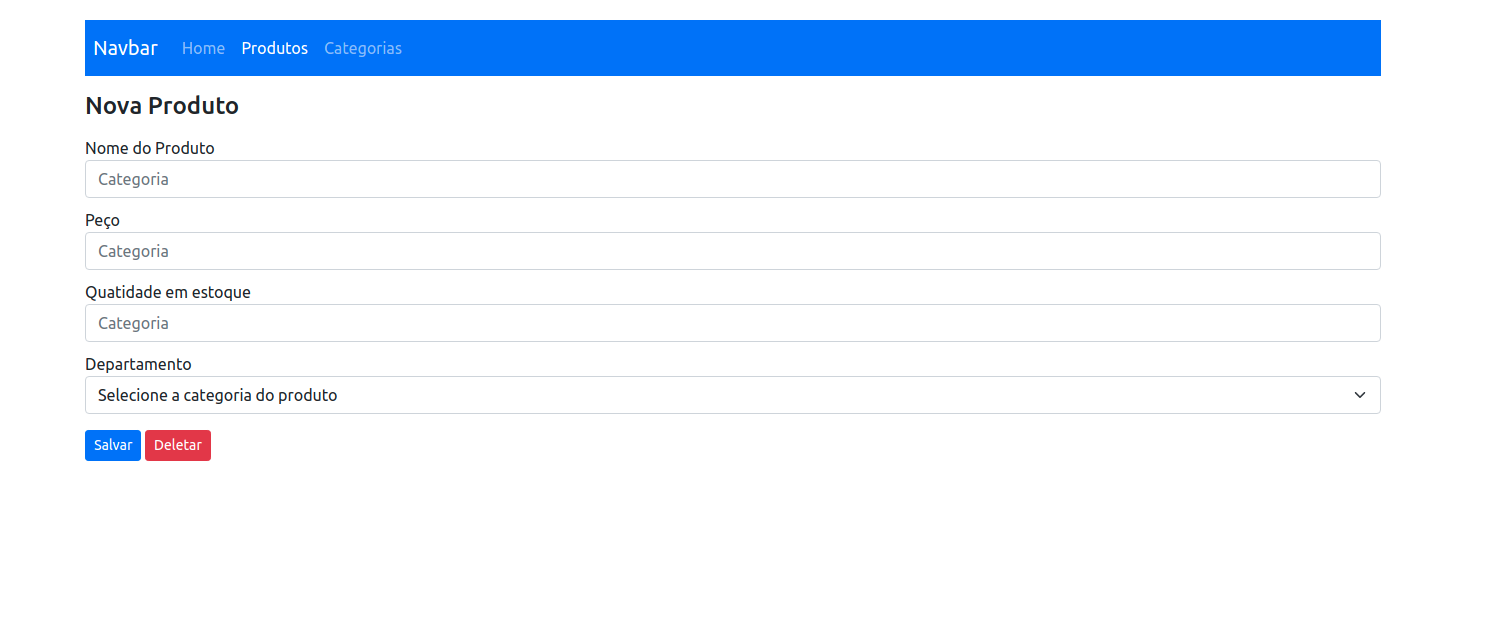 Navbar Home Produtos Categorias
Nova Produto
Nome do Produto
Categoria
Peço
Categoria
Quatidade em estoque
Categoria
Departamento
Selecione a categoria do produto
Salvar Deletar